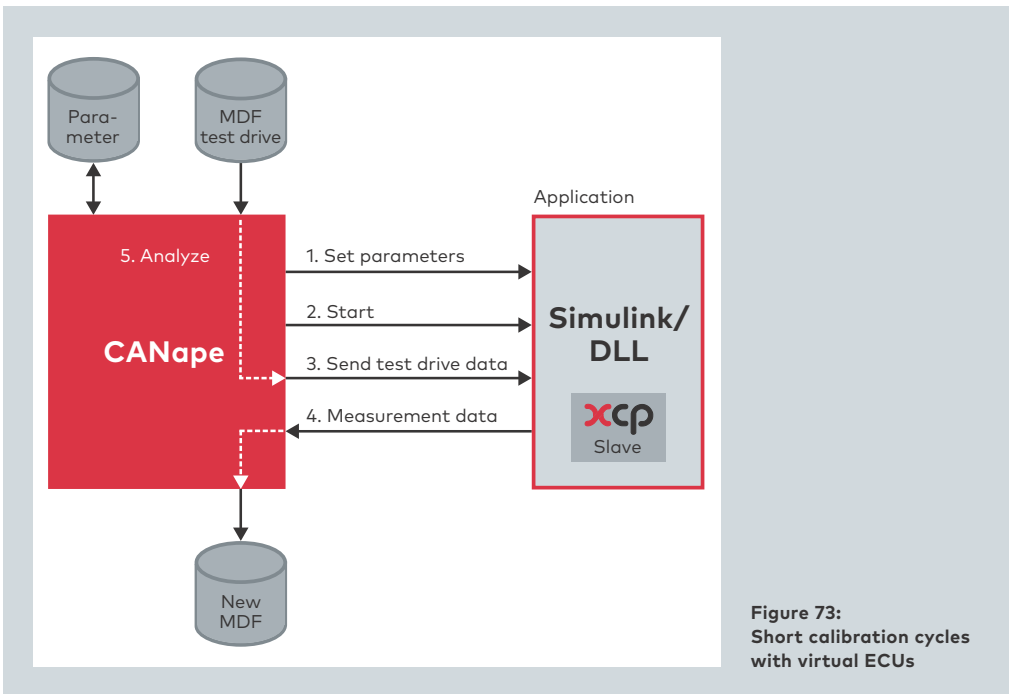 Para-
meter
MDF
test drive
Application
5. Analyze
1. Set parameters
2. Start
CANape
3. Send test drive data
4. Measurement data
Simulink/
DLL
xcp
Slave
New
MDF
Figure 73:
Short calibration cycles
with virtual ECUs